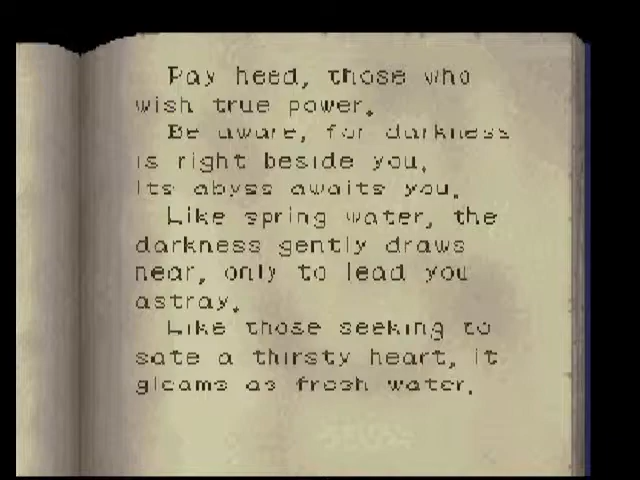 Pay heed, those who
wish true power.
Be aware, for darkness
is right beside you.
Its abyss awaits you.
Like spring water, the
darkness gently draws
near, only to lead you
astray.
Like those seeking to
sate a thirsty heart, it
gleams as fresh water.